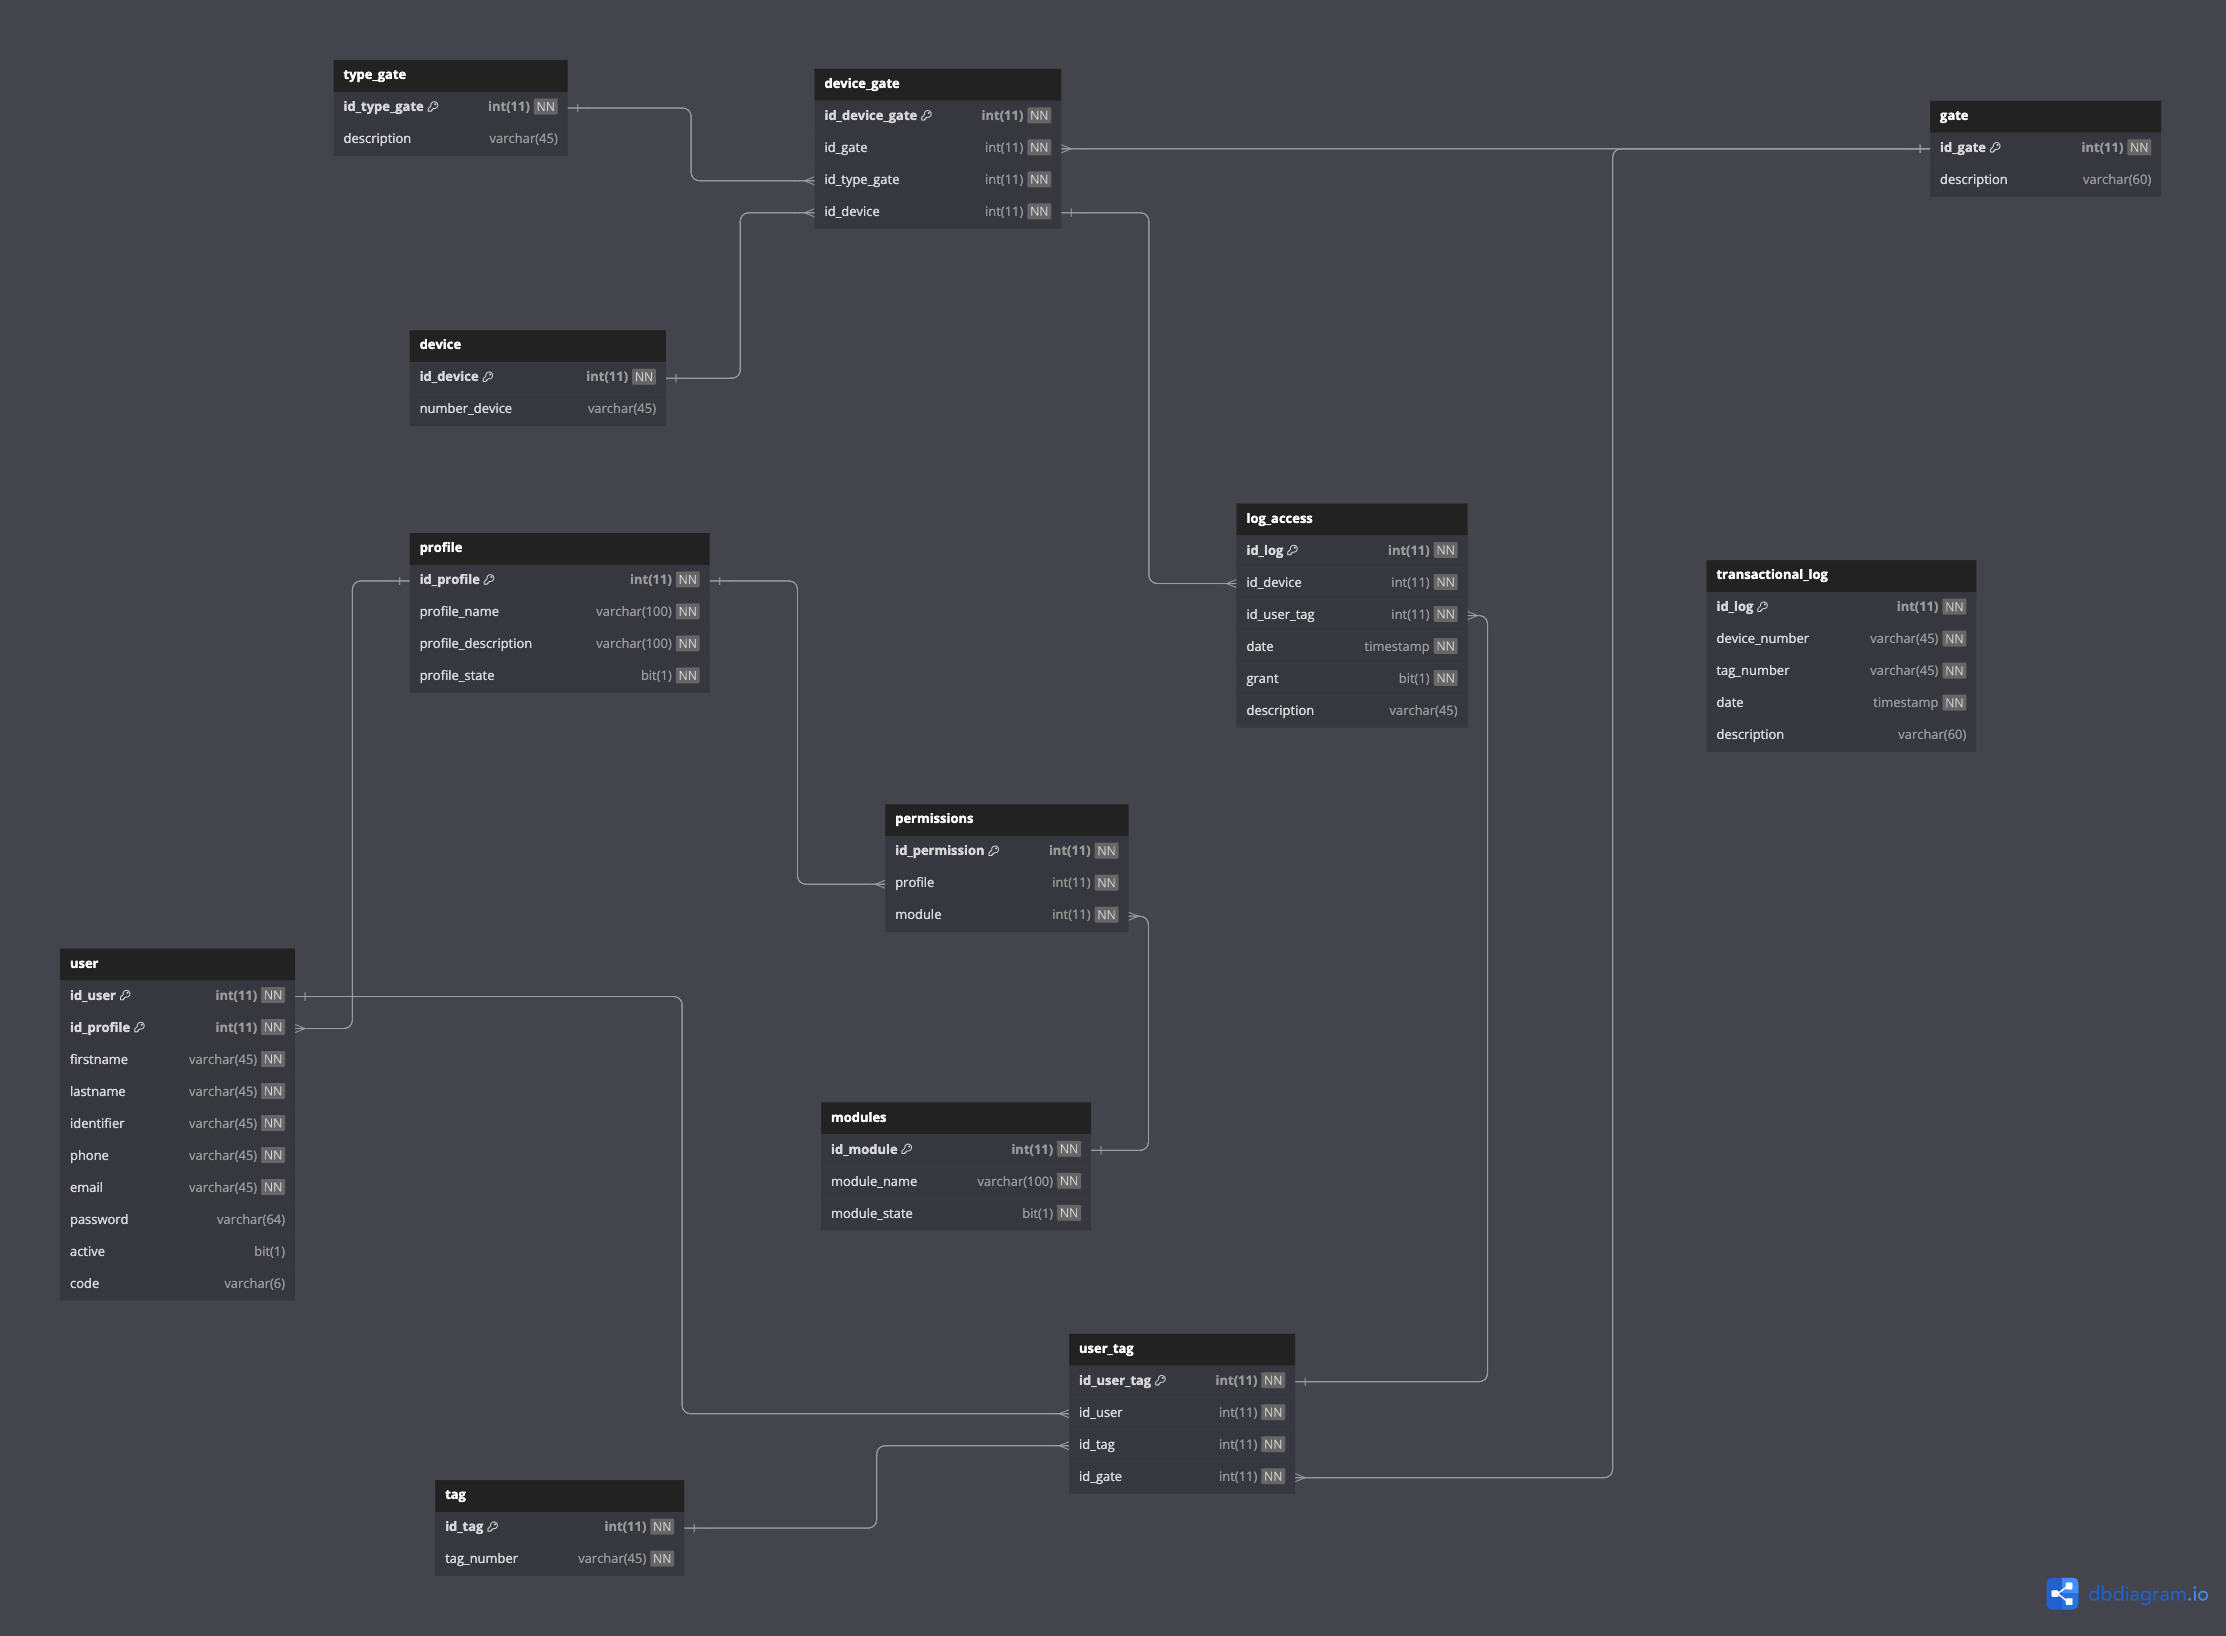 type_gate
id_type_gate int(11) NN
description varchar(45)
device_gate
id_device_gate int(11) NN
id_gate int(11) NN
id_type_gate int(11) NN
id_device int(11) NN
gate
id_gate int(11) NN
description varchar(60)
device
id_device int(11) NN
number_device varchar(45)
profile
id_profile int(11) NN
profile_name varchar(100) NN
profile_description varchar(100) NN
profile_state bit(1) NN
log_access
id_log int(11) NN
id_device int(11) NN
id_user_tag int(11) NN
date timestamp NN
grant bit(1) NN
description varchar(45)
transactional_log
id_log int(11) NN
device_number varchar(45) NN
tag_number varchar(45) NN
date timestamp NN
description varchar(60)
permissions
id_permission int(11) NN
profile int(11) NN
module int(11) NN
user
id_user int(11) NN
id_profile int(11) NN
firstname varchar(45) NN
lastname varchar(45) NN
identifier varchar(45) NN
phone varchar(45) NN
email varchar(45) NN
password varchar(64)
active bit(1)
code varchar(6)
modules
id_module int(11) NN
module_name varchar(100) NN
module_state bit(1) NN
user_tag
id_user_tag int(11) NN
id_user int(11) NN
id_tag int(11) NN
id_gate int(11) NN
tag
id_tag int(11) NN
tag_number varchar(45) NN
dbdiagram.io